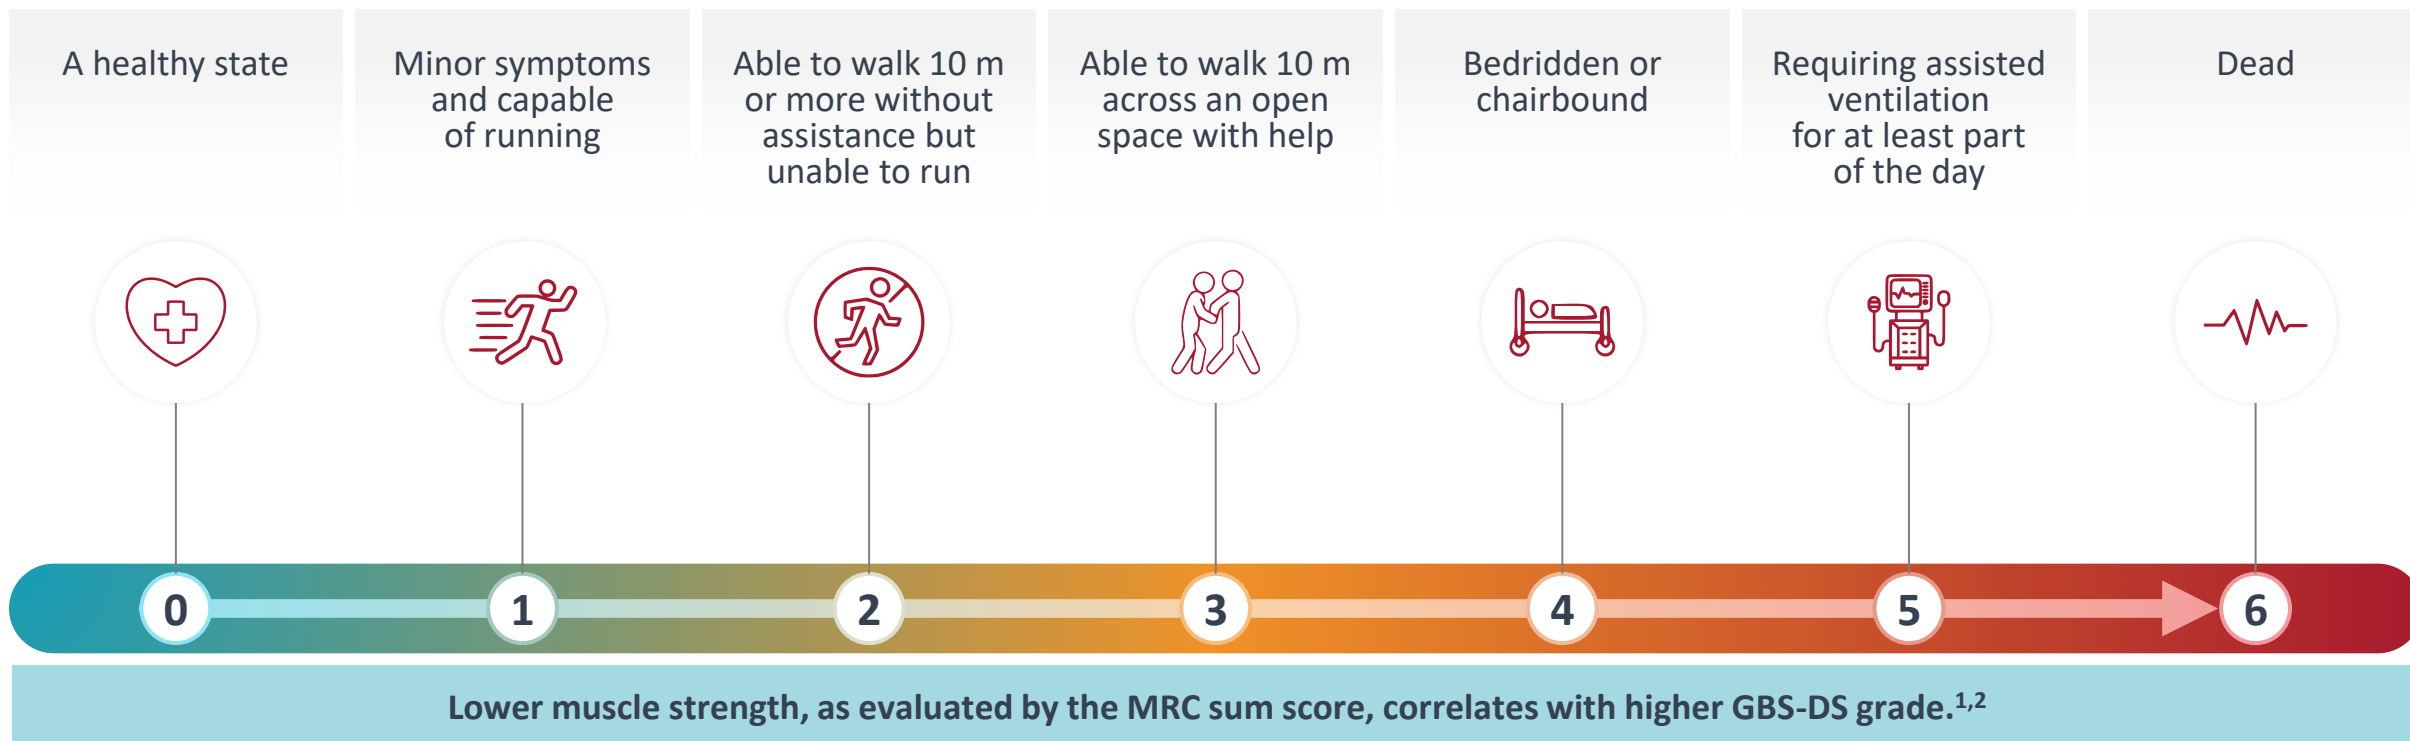 A healthy state
Minor symptoms
and capable
of running
Able to walk 10 m
or more without
assistance but
unable to run
Able to walk 10 m
across an open
space with help
Bedridden or
chairbound
Requiring assisted
ventilation
for at least part
of the day
Dead
0
1
2
3
4
5
6
Lower muscle strength, as evaluated by the MRC sum score, correlates with higher GBS-DS grade.1,2